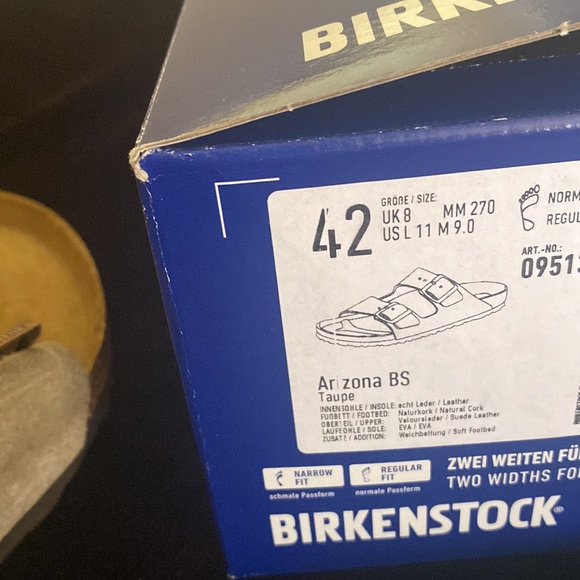 BIRK
42
GRÖßE / SIZE:
UK 8 MM 270
US L 11 M 9.0
NORM
REGUL
ART.-NO.:
0951
Arizona BS
Taupe
INNENSOHLE / INSOLE: echt Leder / Leather
FUßBETT / FOOTBED: Naturkork / Natural Cork
OBERTEIL / UPPER: Veloursleder / Suede Leather
LAUFSOHLE / SOLE: EVA / EVA
ZUSATZ / ADDITION: Weichbettung / Soft Footbed
NARROW FIT
schmale Passform
REGULAR FIT
normale Passform
ZWEI WEITEN FÜ
TWO WIDTHS FO
BIRKENSTOCK®